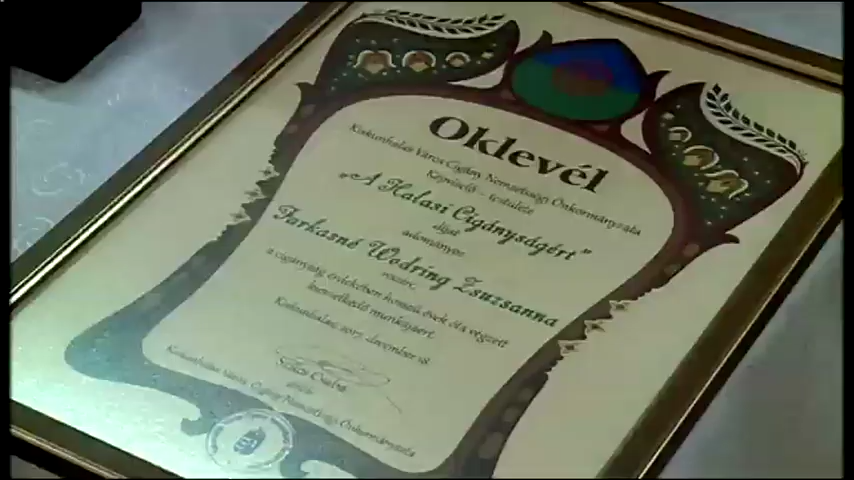 Oklevél
Kiskunhalas Város Cigány Nemzetiségi Önkormányzata
Képviselő - testülete
„A Halasi Cigányságért"
díjat
adományoz
Farkasné Wodring Zsuzsanna
részére,
a cigányság érdekében hosszú évek óta végzett
kiemelkedő munkájáért.
Kiskunhalas, 2017. december 18
Kiskunhalas Város Cigány Nemzetiségi Önkormányzata